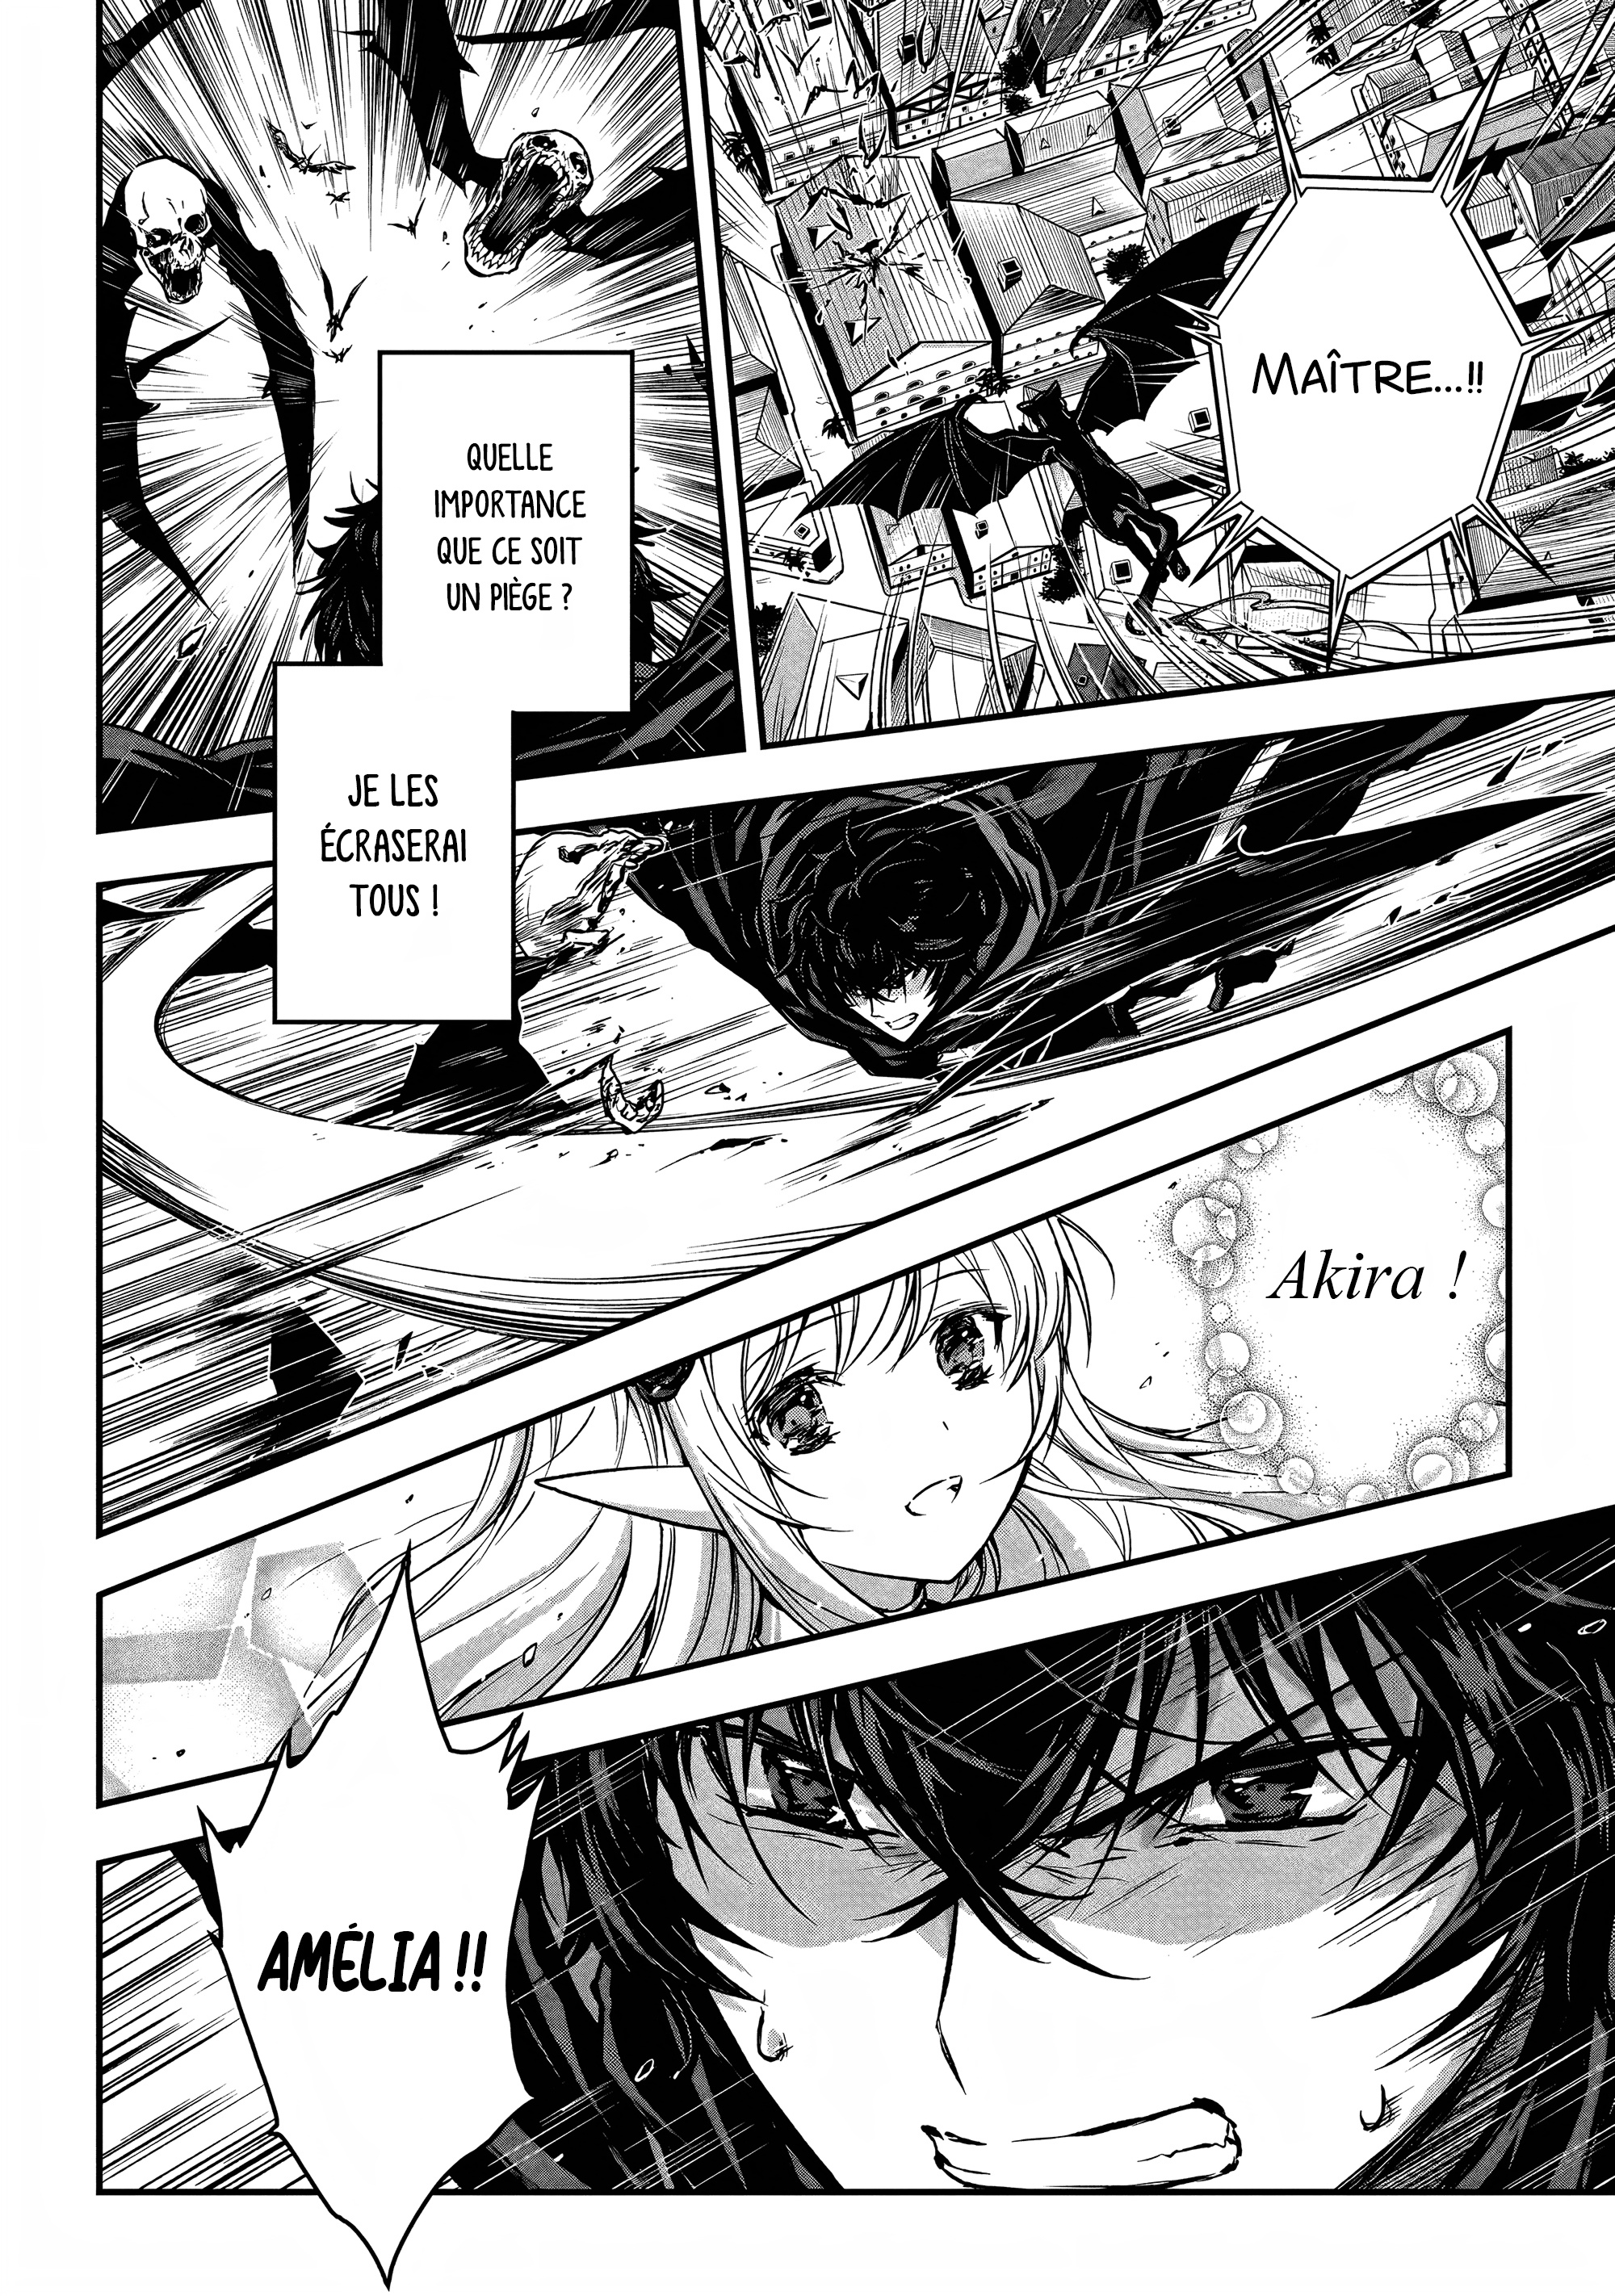 MAÎTRE...!!
QUELLE
IMPORTANCE
QUE CE SOIT
UN PIÈGE ?
JE LES
ÉCRASERAI
TOUS !
Akira !
AMÉLIA !!